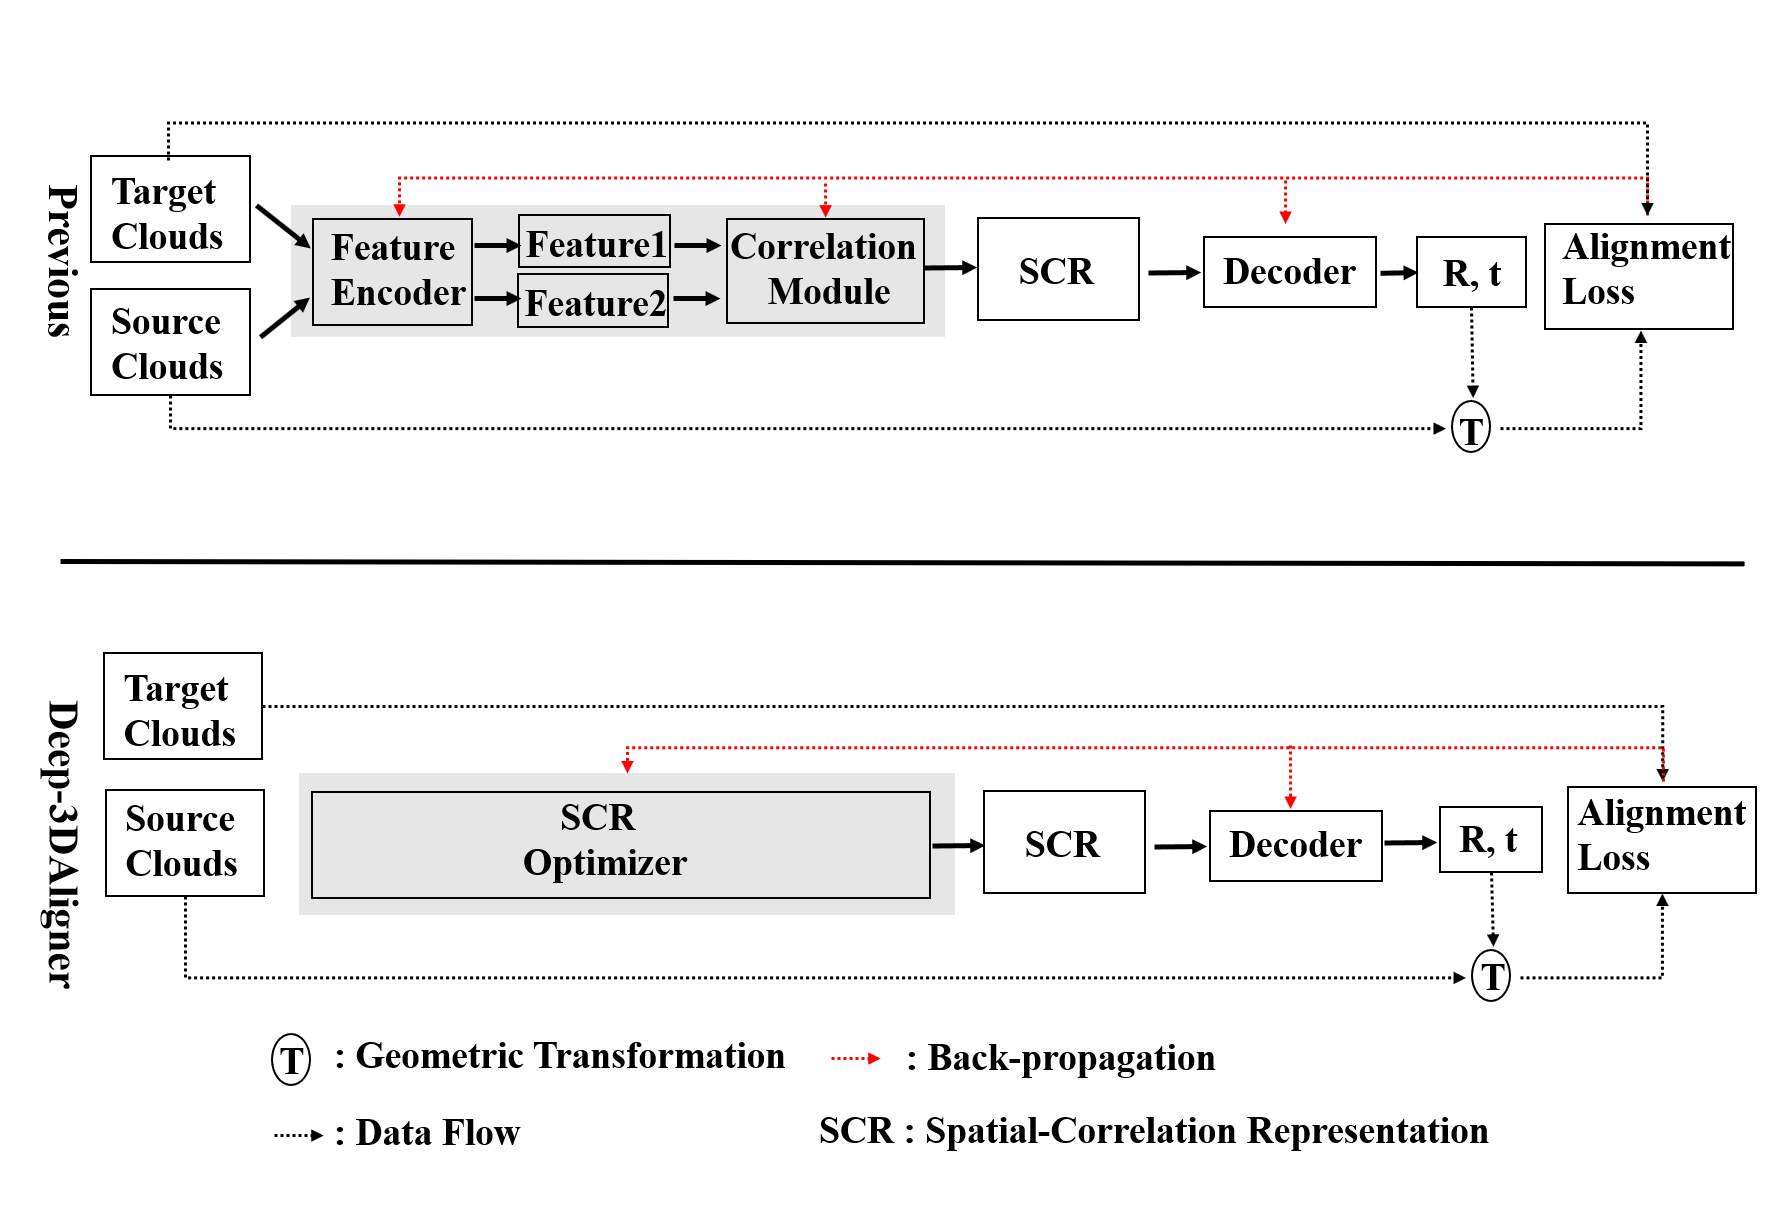 Previous
Target
Clouds
Source
Clouds
Feature
Encoder
Feature1
Feature2
Correlation
Module
SCR
Decoder
R, t
Alignment
Loss
T
Deep-3DAligner
Target
Clouds
Source
Clouds
SCR
Optimizer
SCR
Decoder
R, t
Alignment
Loss
T
T : Geometric Transformation
: Back-propagation
: Data Flow
SCR : Spatial-Correlation Representation